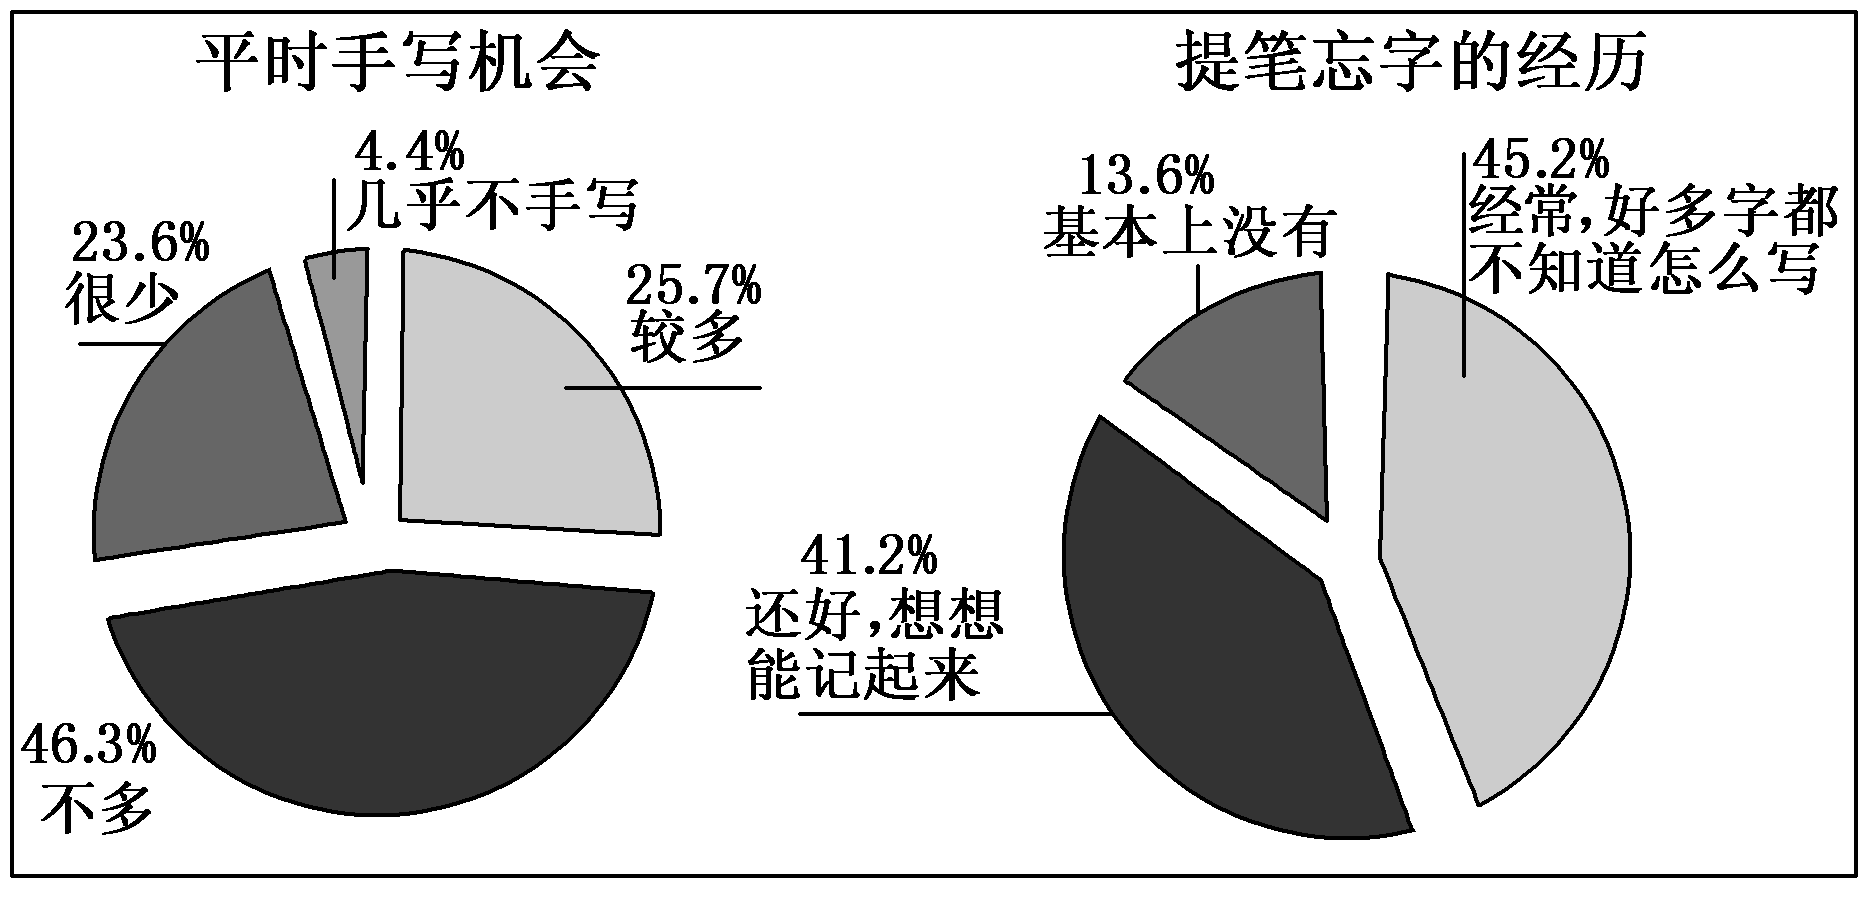 平时手写机会
4.4%
几乎不手写
23.6%
很少
25.7%
较多
46.3%
不多
提笔忘字的经历
13.6%
基本上没有
45.2%
经常,好多字都
不知道怎么写
41.2%
还好,想想
能记起来